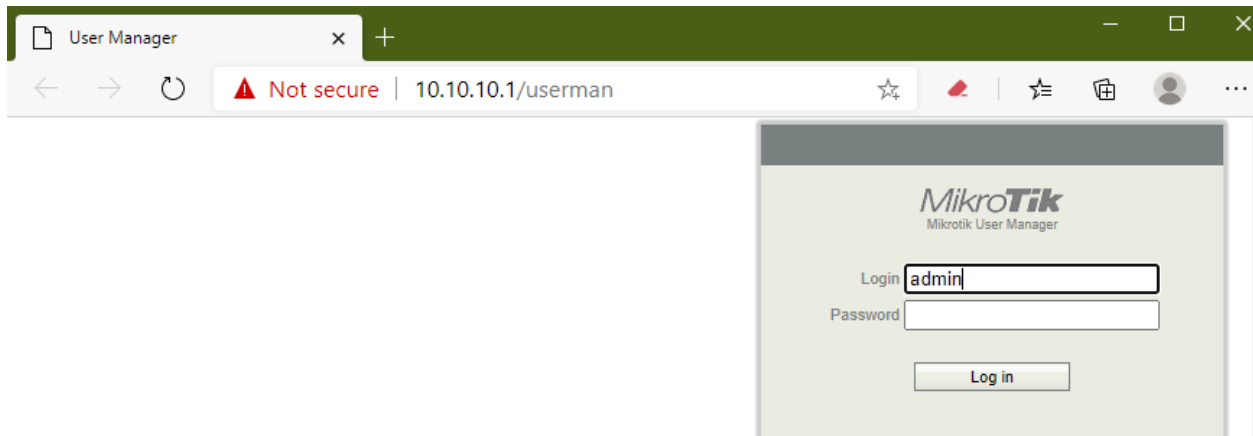 User Manager
Not secure | 10.10.10.1/userman
MikroTik
Mikrotik User Manager
Login admin
Password
Log in